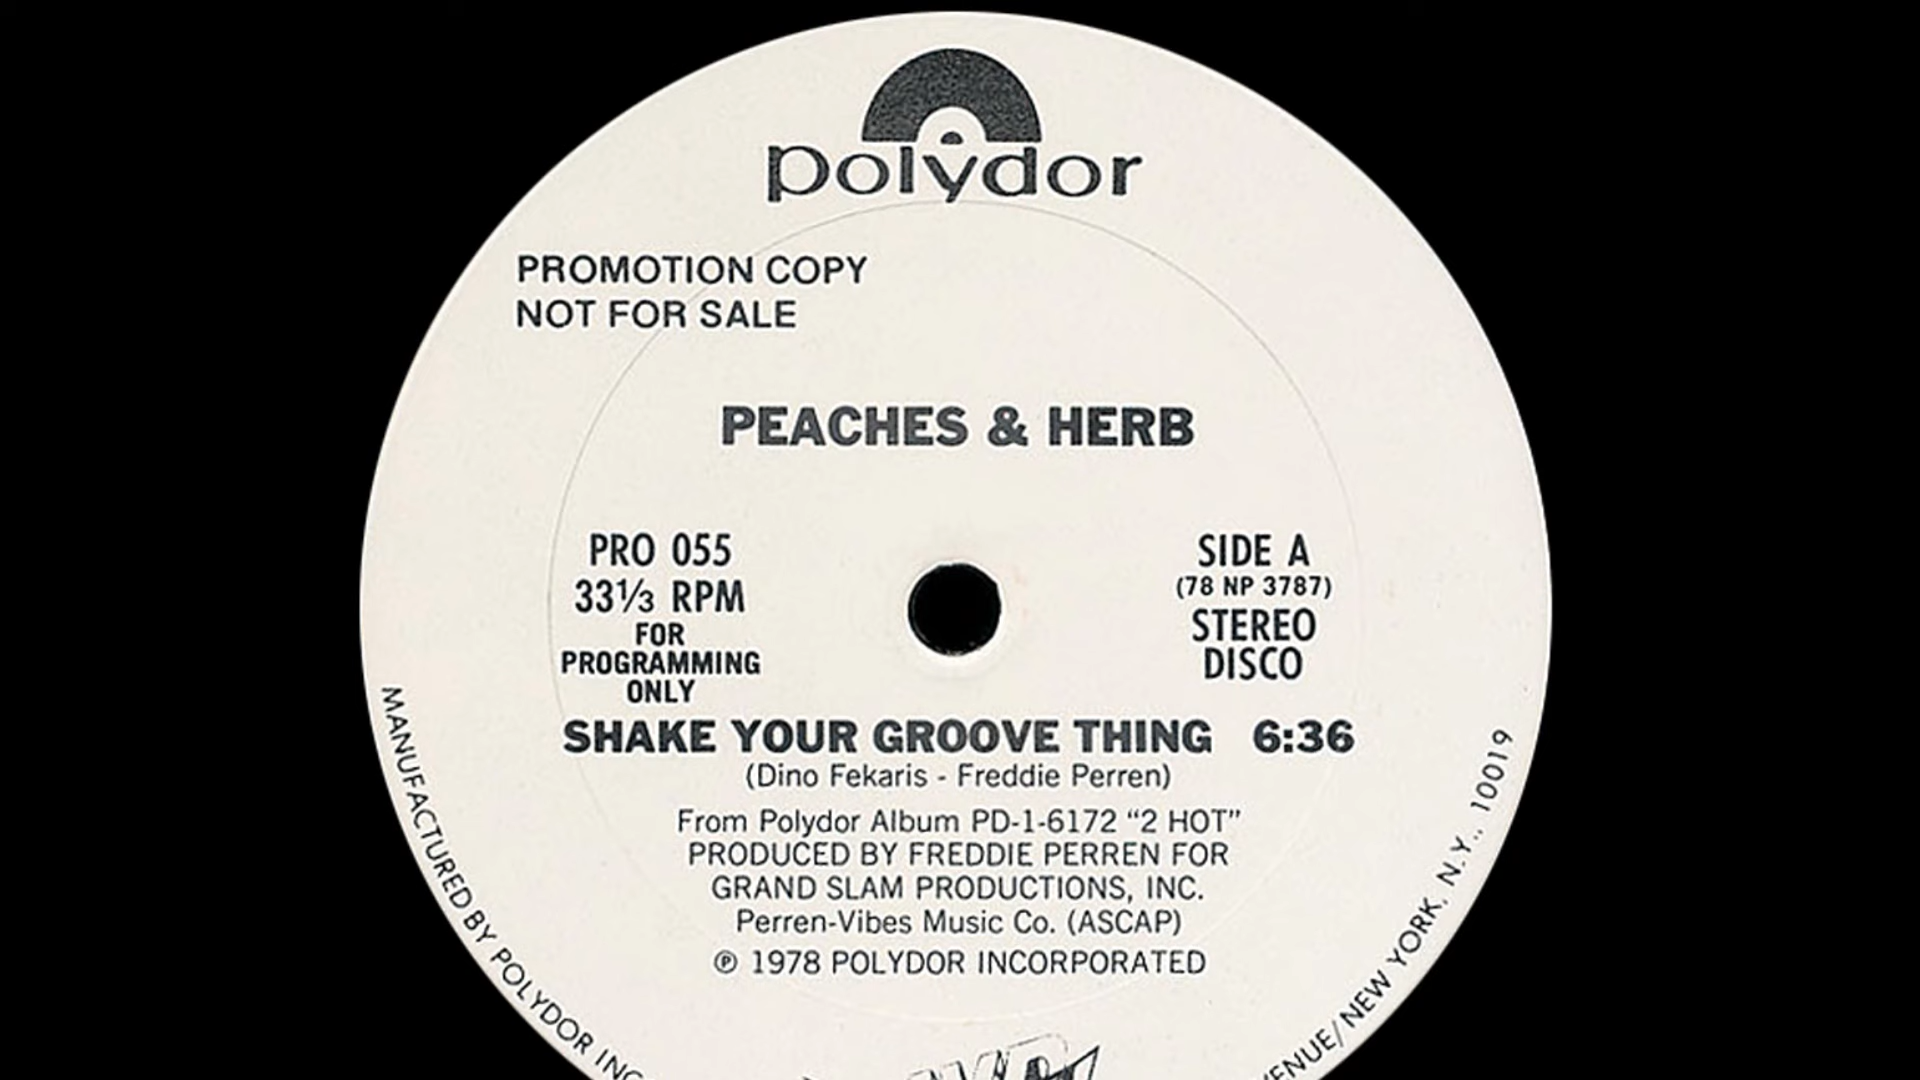 polydor
PROMOTION COPY
NOT FOR SALE
PEACHES & HERB
PRO 055
33⅓ RPM
FOR
PROGRAMMING
ONLY
SIDE A
(78 NP 3787)
STEREO
DISCO
SHAKE YOUR GROOVE THING 6:36
(Dino Fekaris - Freddie Perren)
From Polydor Album PD-1-6172 “2 HOT”
PRODUCED BY FREDDIE PERREN FOR
GRAND SLAM PRODUCTIONS, INC.
Perren-Vibes Music Co. (ASCAP)
℗ 1978 POLYDOR INCORPORATED
MANUFACTURED BY POLYDOR INC
VENUE/NEW YORK, N.Y., 10019